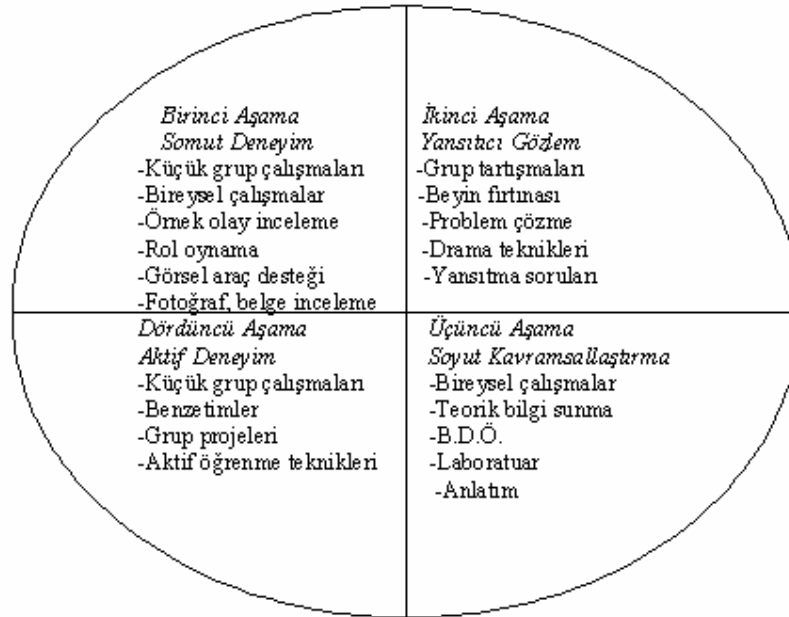 Birinci Aşama
Somut Deneyim
-Küçük grup çalışmaları
-Bireysel çalışmalar
-Örnek olay inceleme
-Rol oynama
-Görsel araç desteği
-Fotoğraf, belge inceleme
İkinci Aşama
Yansıtıcı Gözlem
-Grup tartışmaları
-Beyin fırtınası
-Problem çözme
-Drama teknikleri
-Yansıtma soruları
Dördüncü Aşama
Aktif Deneyim
-Küçük grup çalışmaları
-Benzetimler
-Grup projeleri
-Aktif öğrenme teknikleri
Üçüncü Aşama
Soyut Kavramsallaştırma
-Bireysel çalışmalar
-Teorik bilgi sunma
-B.D.Ö.
-Laboratuar
-Anlatım